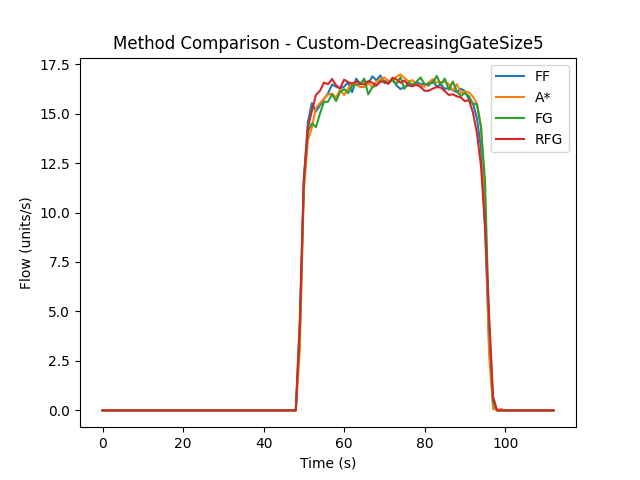 Method Comparison - Custom-DecreasingGateSize5
17.5
15.0
12.5
10.0
7.5
5.0
2.5
0.0
Flow (units/s)
FF
A*
FG
RFG
0 20 40 60 80 100
Time (s)